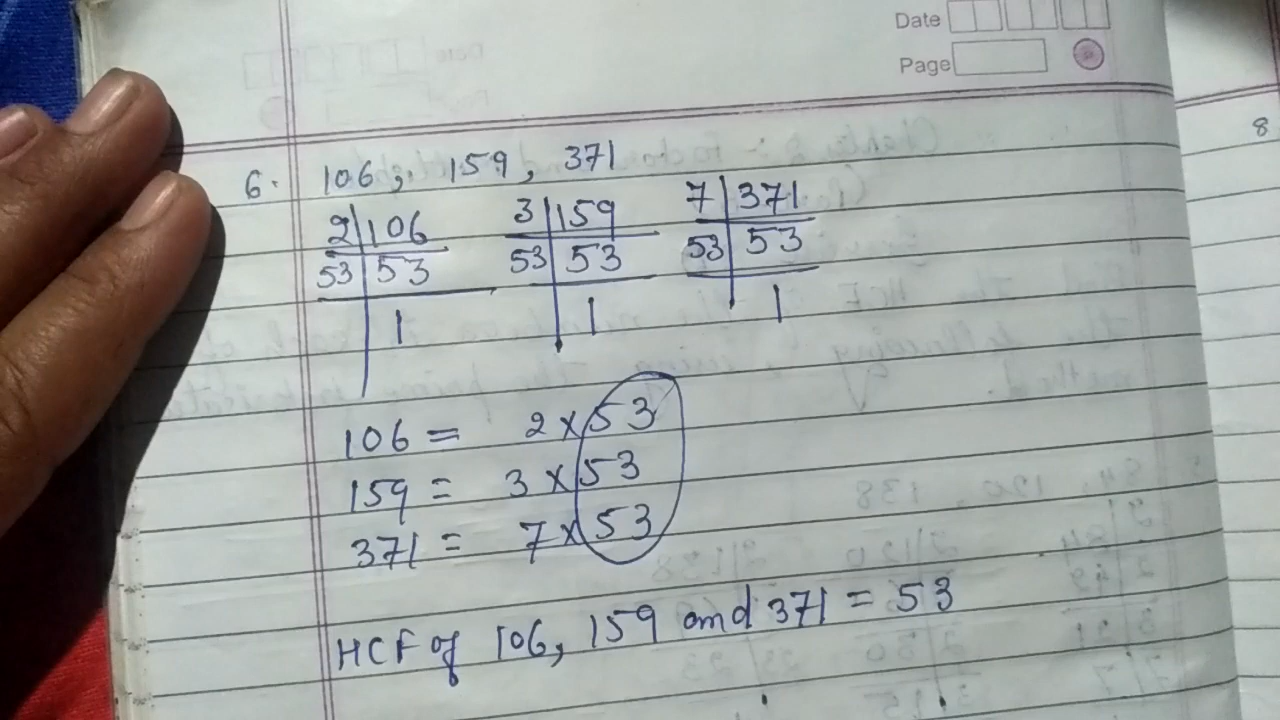 Date
Page
8
6. 106, 159, 371
2 106 3 159 7 371
53 53 53 53 53 53
1 1 1
106 = 2 × 53
159 = 3 × 53
371 = 7 × 53
HCF of 106, 159 and 371 = 53